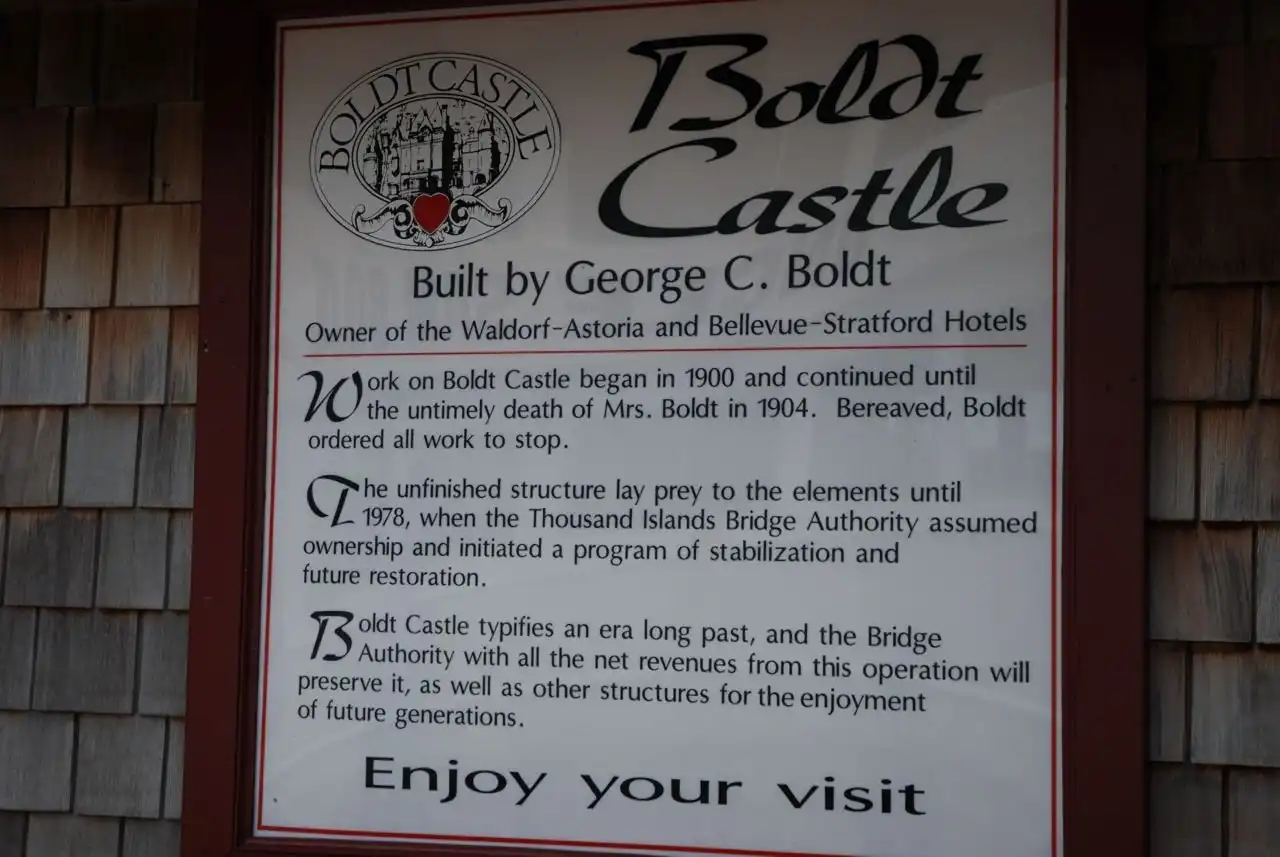 BOLDT CASTLE
Boldt
Castle
Built by George C. Boldt
Owner of the Waldorf-Astoria and Bellevue-Stratford Hotels
Work on Boldt Castle began in 1900 and continued until
the untimely death of Mrs. Boldt in 1904. Bereaved, Boldt
ordered all work to stop.
The unfinished structure lay prey to the elements until
1978, when the Thousand Islands Bridge Authority assumed
ownership and initiated a program of stabilization and
future restoration.
Boldt Castle typifies an era long past, and the Bridge
Authority with all the net revenues from this operation will
preserve it, as well as other structures for the enjoyment
of future generations.
Enjoy your visit